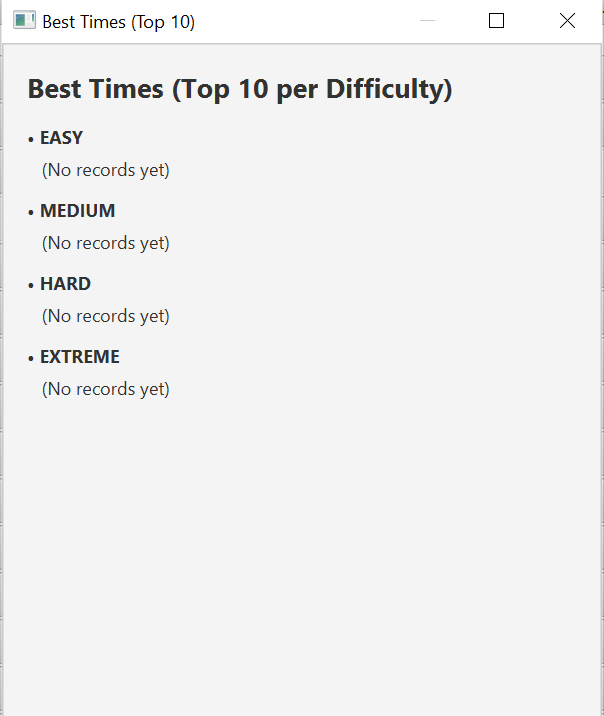 Best Times (Top 10)
Best Times (Top 10 per Difficulty)
• EASY
(No records yet)
• MEDIUM
(No records yet)
• HARD
(No records yet)
• EXTREME
(No records yet)